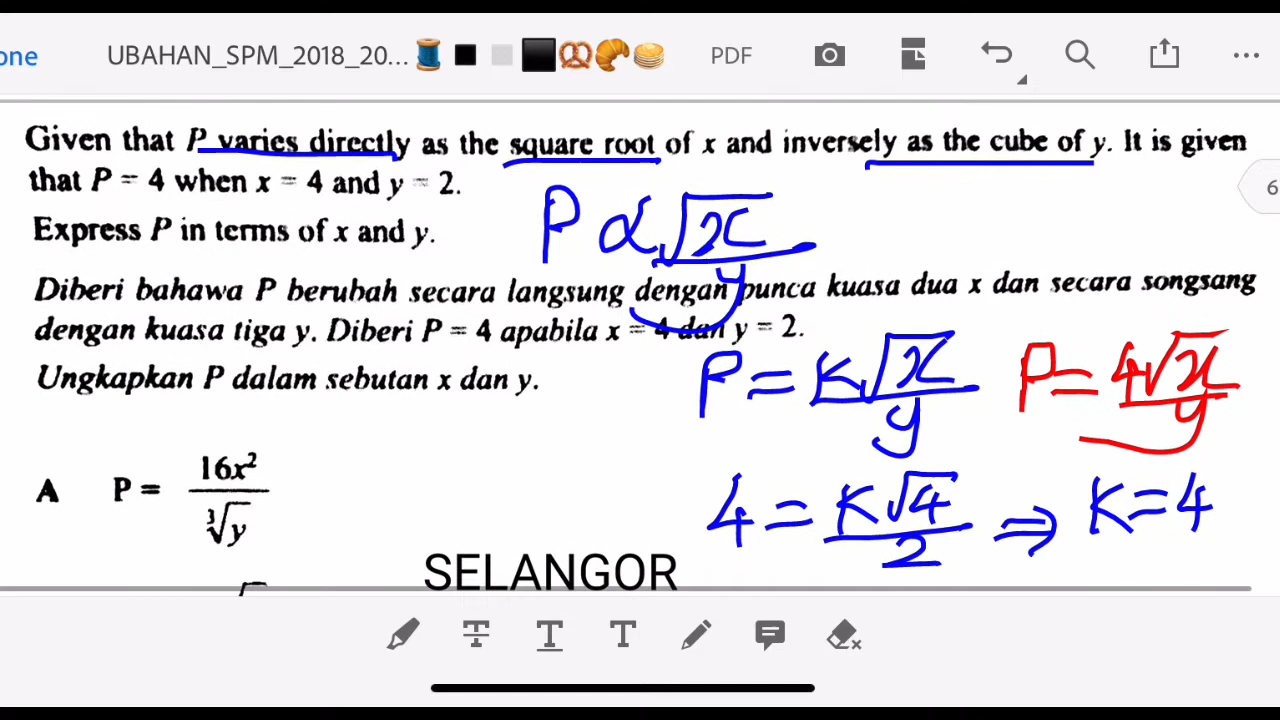 one UBAHAN_SPM_2018_20... PDF
Given that P varies directly as the square root of x and inversely as the cube of y. It is given
that P = 4 when x = 4 and y = 2.
Express P in terms of x and y.
P ∝ √x / y
Diberi bahawa P berubah secara langsung dengan punca kuasa dua x dan secara songsang
dengan kuasa tiga y. Diberi P = 4 apabila x = 4 dan y = 2.
Ungkapkan P dalam sebutan x dan y.
P = k√x / y
P = 4√x / y
A P = 16x² / ∛y
4 = k√4 / 2 ⇒ k = 4
SELANGOR
6